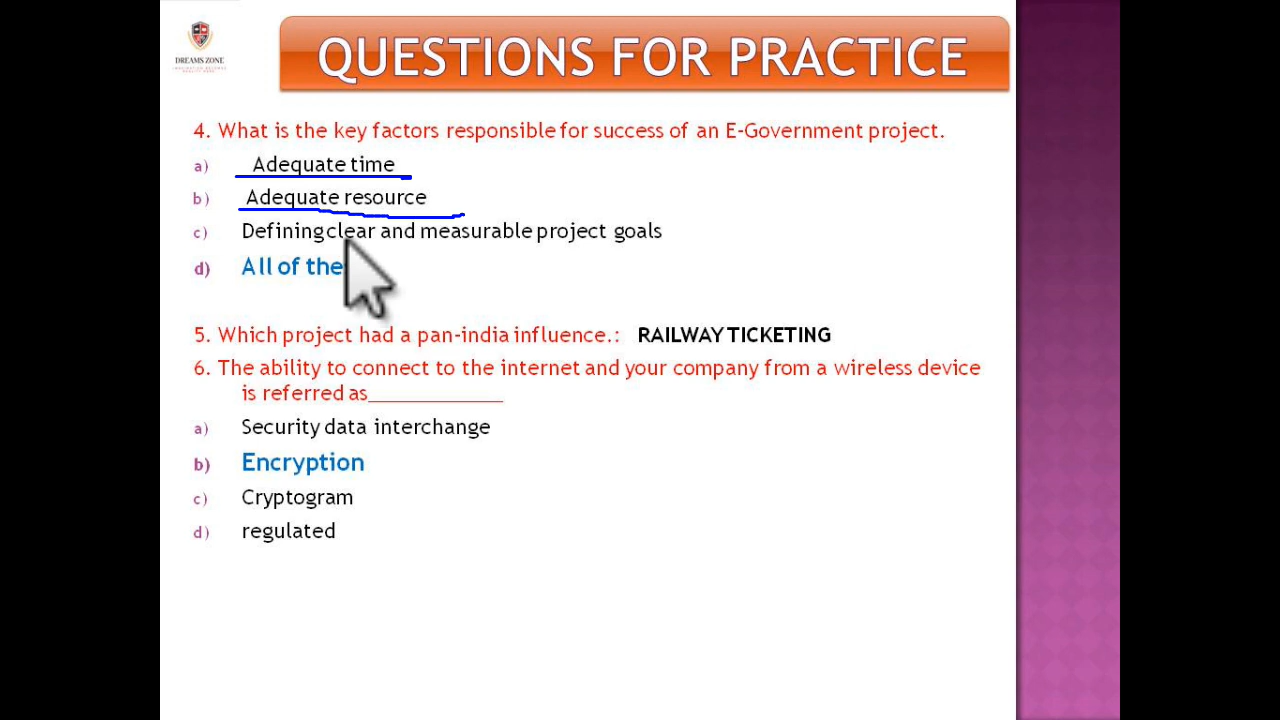 DREAMS ZONE
QUESTIONS FOR PRACTICE
4. What is the key factors responsible for success of an E-Government project.
a) Adequate time
b) Adequate resource
c) Defining clear and measurable project goals
d) All of the
5. Which project had a pan-india influence.: RAILWAY TICKETING
6. The ability to connect to the internet and your company from a wireless device
is referred as____________
a) Security data interchange
b) Encryption
c) Cryptogram
d) regulated